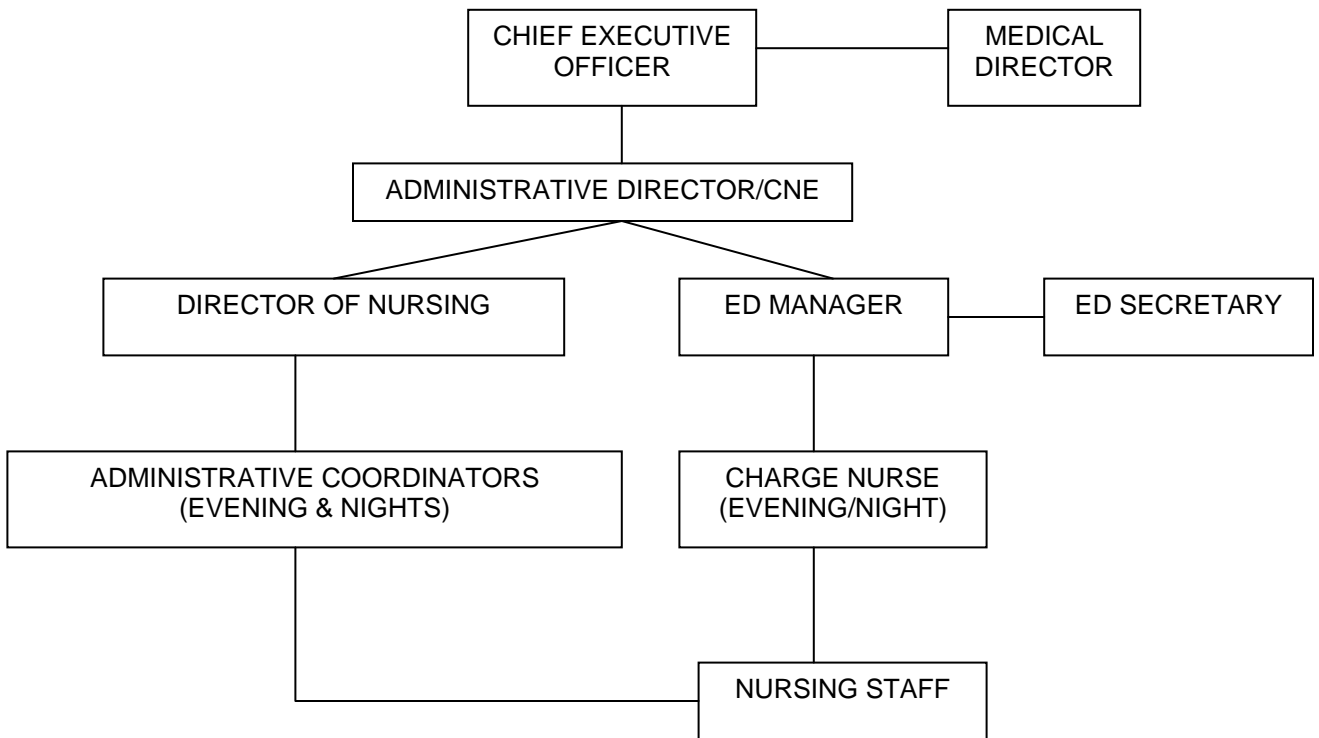 CHIEF EXECUTIVE
OFFICER
MEDICAL
DIRECTOR
ADMINISTRATIVE DIRECTOR/CNE
DIRECTOR OF NURSING
ED MANAGER
ED SECRETARY
ADMINISTRATIVE COORDINATORS
(EVENING & NIGHTS)
CHARGE NURSE
(EVENING/NIGHT)
NURSING STAFF